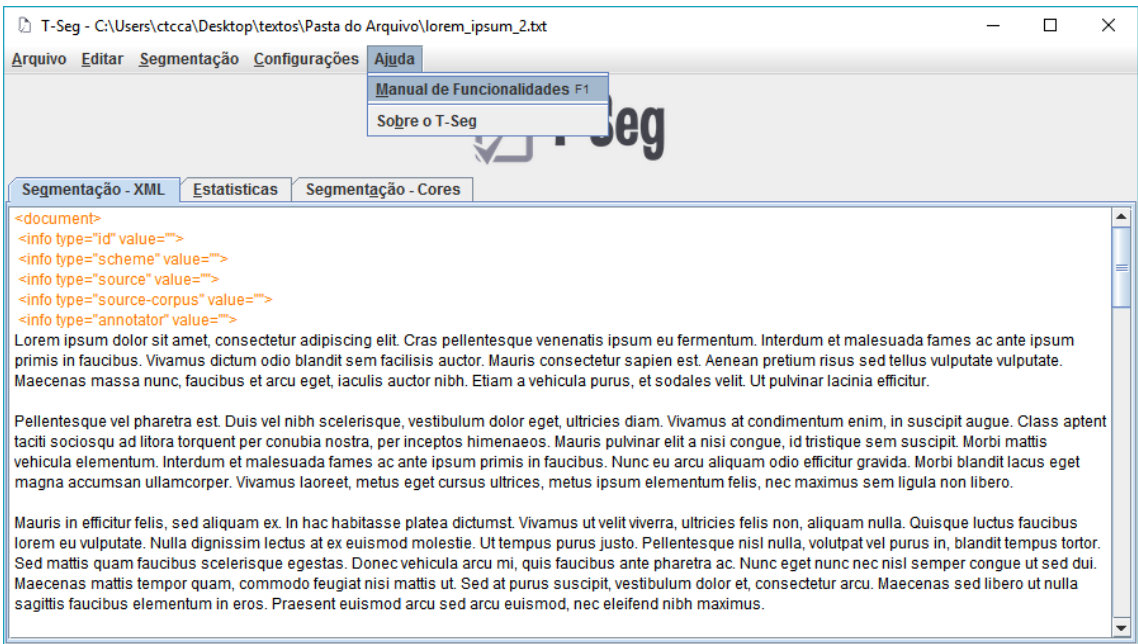 T-Seg - C:\Users\ctcca\Desktop\textos\Pasta do Arquivo\lorem_ipsum_2.txt
Arquivo Editar Segmentação Configurações Ajuda
Manual de Funcionalidades F1
Sobre o T-Seg
Seg
Segmentação - XML Estatisticas Segmentação - Cores
<document>
<info type="id" value="">
<info type="scheme" value="">
<info type="source" value="">
<info type="source-corpus" value="">
<info type="annotator" value="">
Lorem ipsum dolor sit amet, consectetur adipiscing elit. Cras pellentesque venenatis ipsum eu fermentum. Interdum et malesuada fames ac ante ipsum
primis in faucibus. Vivamus dictum odio blandit sem facilisis auctor. Mauris consectetur sapien est. Aenean pretium risus sed tellus vulputate vulputate.
Maecenas massa nunc, faucibus et arcu eget, iaculis auctor nibh. Etiam a vehicula purus, et sodales velit. Ut pulvinar lacinia efficitur.
Pellentesque vel pharetra est. Duis vel nibh scelerisque, vestibulum dolor eget, ultricies diam. Vivamus at condimentum enim, in suscipit augue. Class aptent
taciti sociosqu ad litora torquent per conubia nostra, per inceptos himenaeos. Mauris pulvinar elit a nisi congue, id tristique sem suscipit. Morbi mattis
vehicula elementum. Interdum et malesuada fames ac ante ipsum primis in faucibus. Nunc eu arcu aliquam odio efficitur gravida. Morbi blandit lacus eget
magna accumsan ullamcorper. Vivamus laoreet, metus eget cursus ultrices, metus ipsum elementum felis, nec maximus sem ligula non libero.
Mauris in efficitur felis, sed aliquam ex. In hac habitasse platea dictumst. Vivamus ut velit viverra, ultricies felis non, aliquam nulla. Quisque luctus faucibus
lorem eu vulputate. Nulla dignissim lectus at ex euismod molestie. Ut tempus purus justo. Pellentesque nisl nulla, volutpat vel purus in, blandit tempus tortor.
Sed mattis quam faucibus scelerisque egestas. Donec vehicula arcu mi, quis faucibus ante pharetra ac. Nunc eget nunc nec nisl semper congue ut sed dui.
Maecenas mattis tempor quam, commodo feugiat nisi mattis ut. Sed at purus suscipit, vestibulum dolor et, consectetur arcu. Maecenas sed libero ut nulla
sagittis faucibus elementum in eros. Praesent euismod arcu sed arcu euismod, nec eleifend nibh maximus.